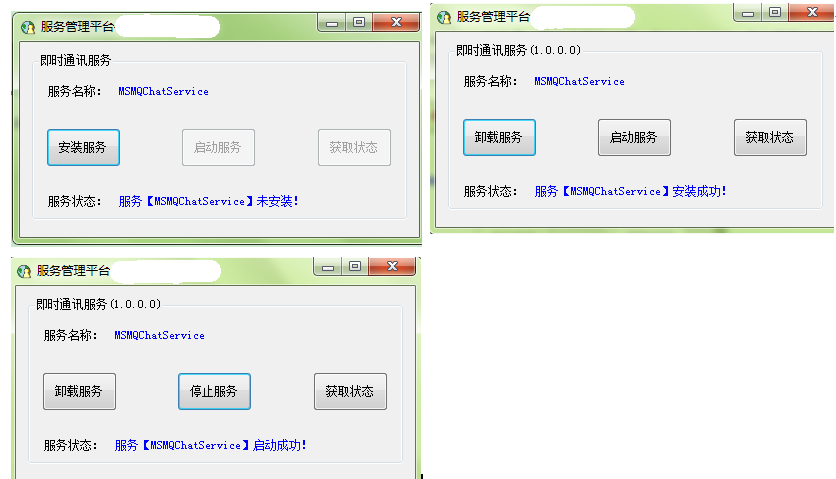 服务管理平台
即时通讯服务
服务名称: MSMQChatService
安装服务 启动服务 获取状态
服务状态: 服务【MSMQChatService】未安装!
服务管理平台
即时通讯服务(1.0.0.0)
服务名称: MSMQChatService
卸载服务 启动服务 获取状态
服务状态: 服务【MSMQChatService】安装成功!
服务管理平台
即时通讯服务(1.0.0.0)
服务名称: MSMQChatService
卸载服务 停止服务 获取状态
服务状态: 服务【MSMQChatService】启动成功!